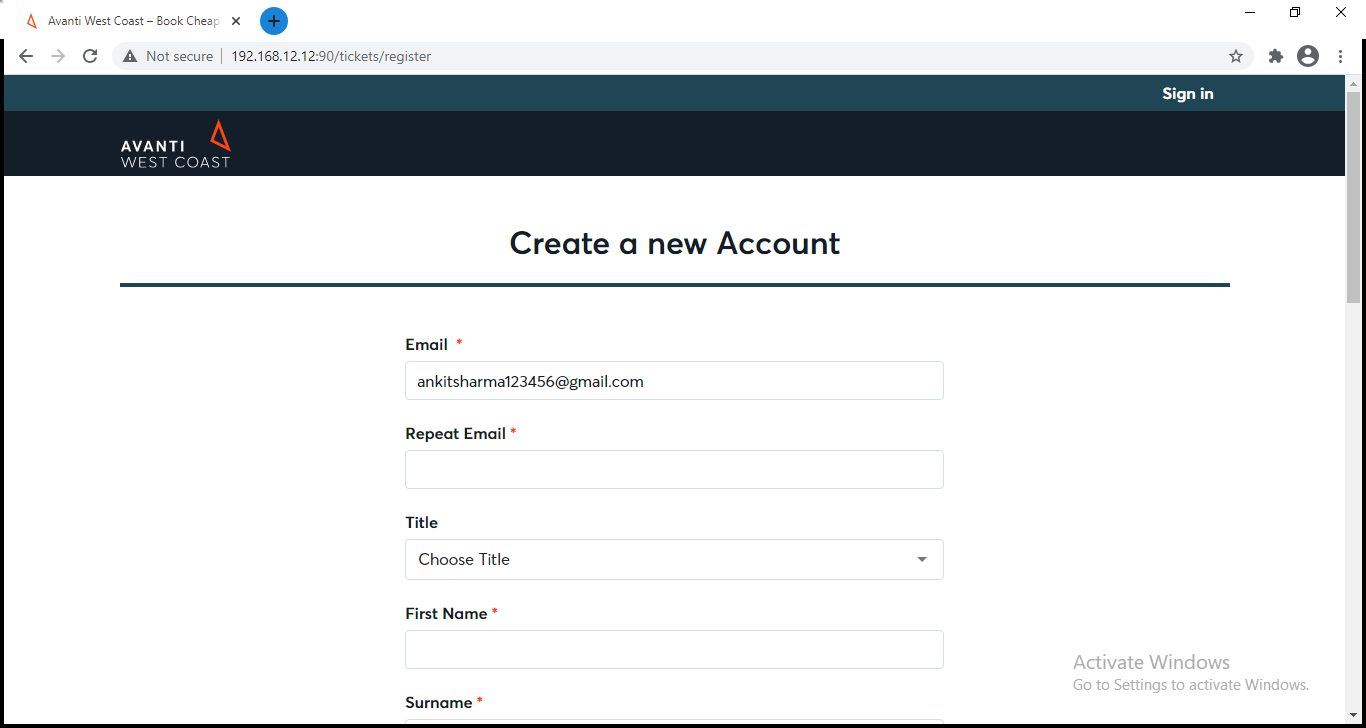 Avanti West Coast – Book Cheap
Not secure 192.168.12.12:90/tickets/register
Sign in
AVANTI
WEST COAST
Create a new Account
Email *
ankitsharma123456@gmail.com
Repeat Email *
Title
Choose Title
First Name *
Surname *
Activate Windows
Go to Settings to activate Windows.